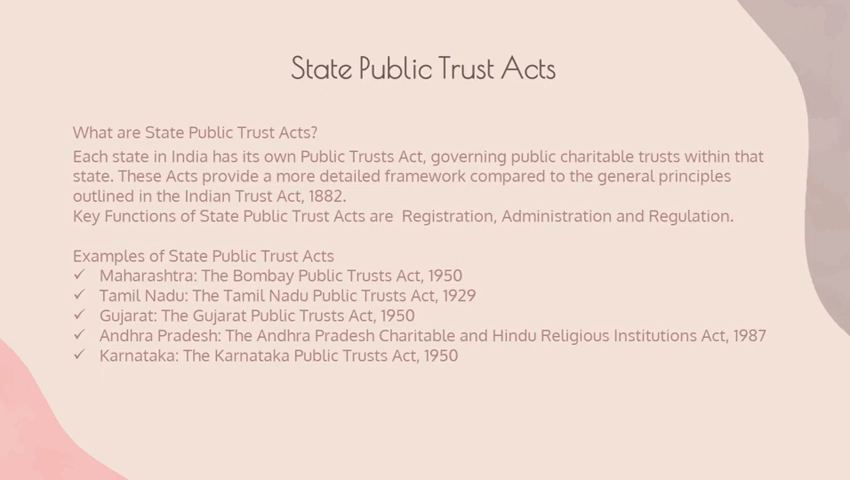 State Public Trust Acts
What are State Public Trust Acts?
Each state in India has its own Public Trusts Act, governing public charitable trusts within that
state. These Acts provide a more detailed framework compared to the general principles
outlined in the Indian Trust Act, 1882.
Key Functions of State Public Trust Acts are  Registration, Administration and Regulation.
Examples of State Public Trust Acts
✓ Maharashtra: The Bombay Public Trusts Act, 1950
✓ Tamil Nadu: The Tamil Nadu Public Trusts Act, 1929
✓ Gujarat: The Gujarat Public Trusts Act, 1950
✓ Andhra Pradesh: The Andhra Pradesh Charitable and Hindu Religious Institutions Act, 1987
✓ Karnataka: The Karnataka Public Trusts Act, 1950